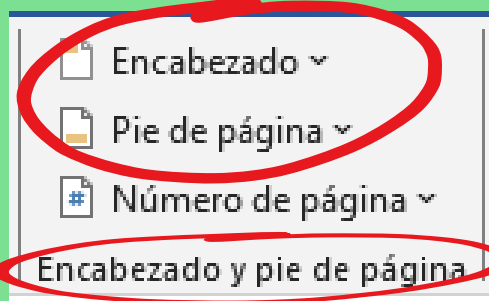 Encabezado
Pie de página
# Número de página
Encabezado y pie de página